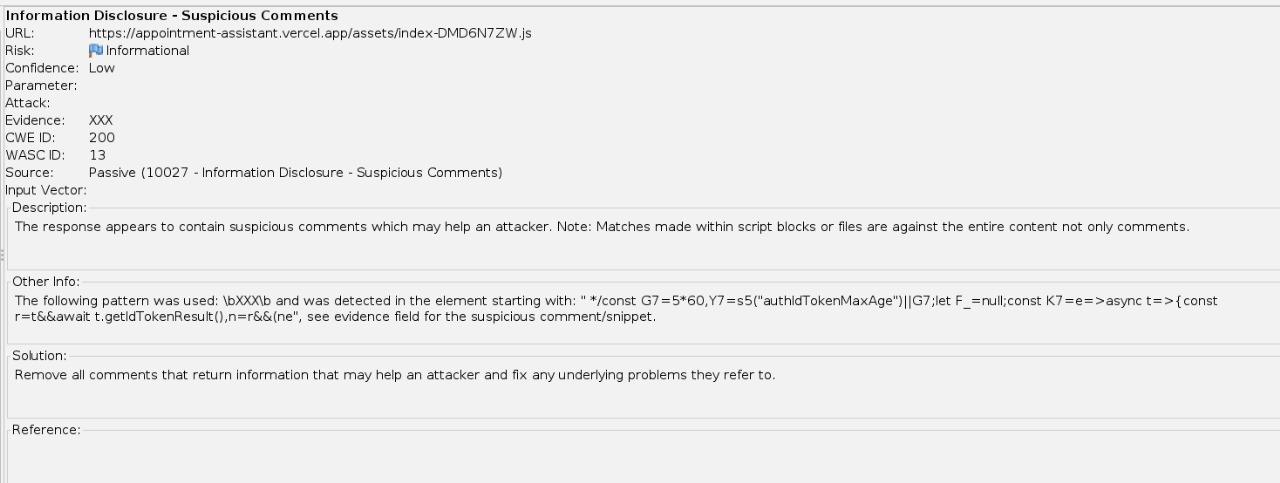 Information Disclosure - Suspicious Comments
URL: https://appointment-assistant.vercel.app/assets/index-DMD6N7ZW.js
Risk: Informational
Confidence: Low
Parameter:
Attack:
Evidence: XXX
CWE ID: 200
WASC ID: 13
Source: Passive (10027 - Information Disclosure - Suspicious Comments)
Input Vector:
Description:
The response appears to contain suspicious comments which may help an attacker. Note: Matches made within script blocks or files are against the entire content not only comments.
Other Info:
The following pattern was used: \bXXX\b and was detected in the element starting with: " */const G7=5*60,Y7=s5("authIdTokenMaxAge")||G7;let F_=null;const K7=e=>async t=>{const
r=t&&await t.getIdTokenResult(),n=r&&(ne", see evidence field for the suspicious comment/snippet.
Solution:
Remove all comments that return information that may help an attacker and fix any underlying problems they refer to.
Reference: